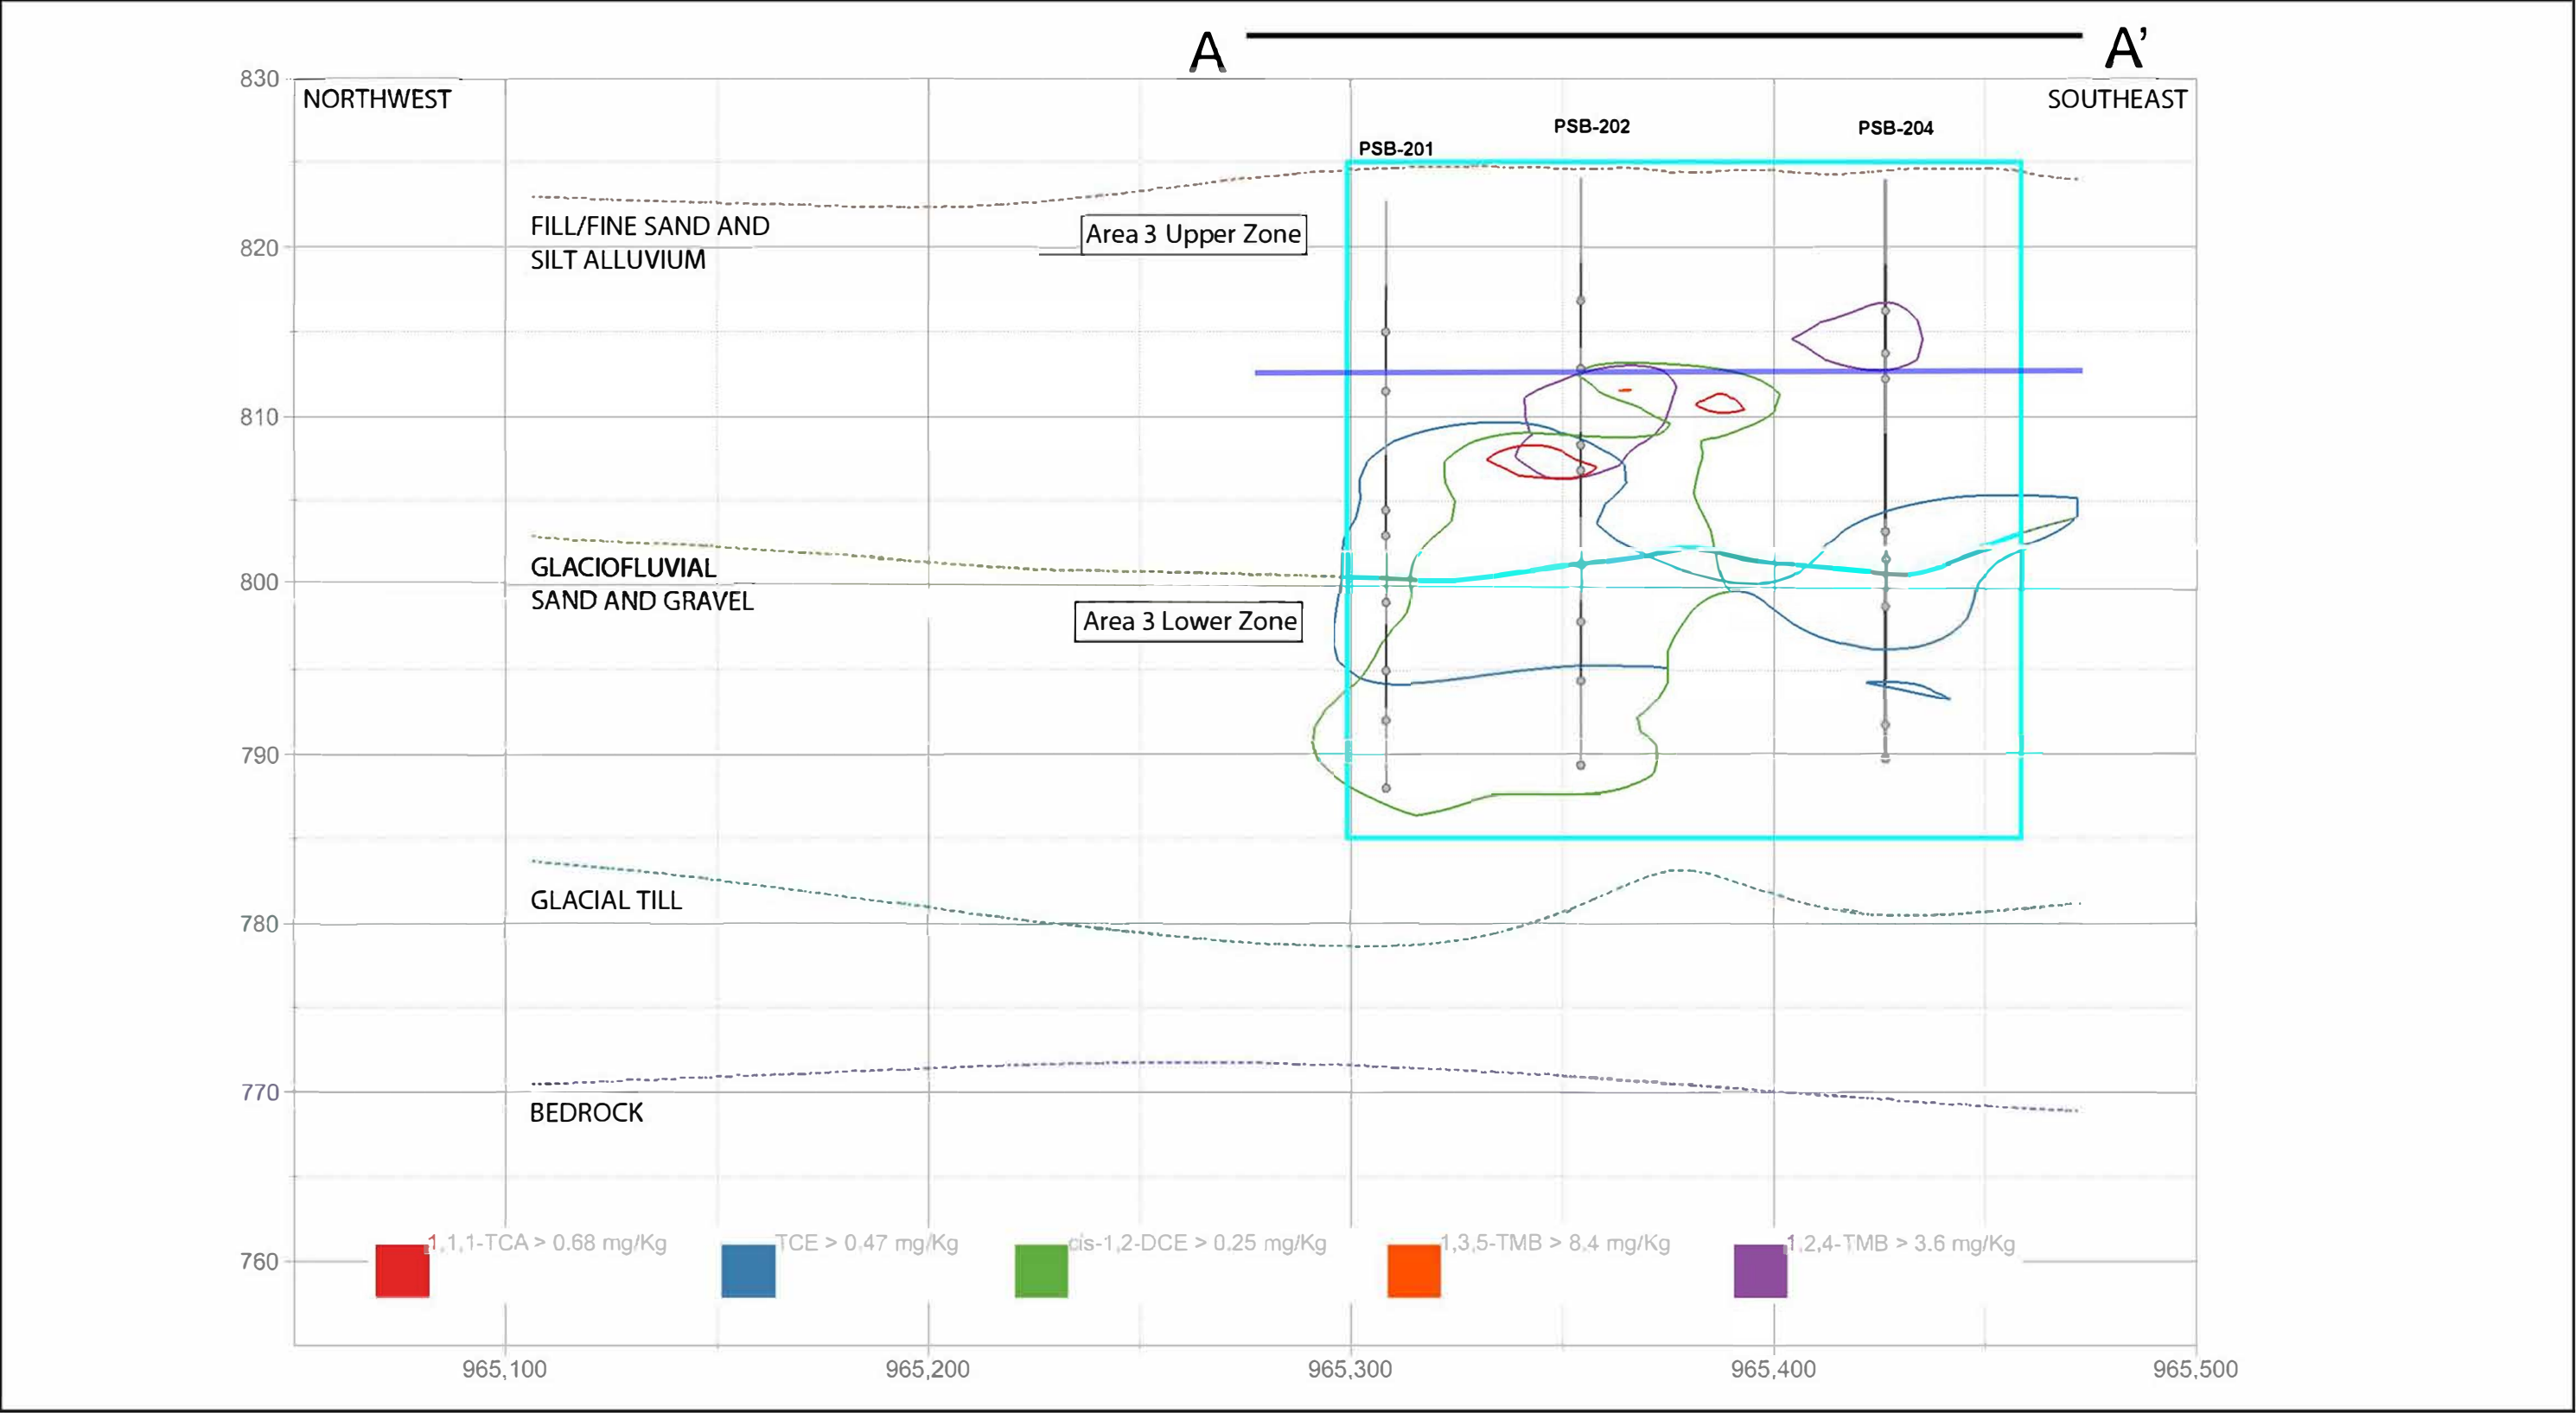 A A’
830
NORTHWEST SOUTHEAST
PSB-201 PSB-202 PSB-204
FILL/FINE SAND AND
SILT ALLUVIUM
Area 3 Upper Zone
820
810
GLACIOFLUVIAL
SAND AND GRAVEL
800
Area 3 Lower Zone
790
GLACIAL TILL
780
770
BEDROCK
1,1,1-TCA > 0.68 mg/Kg TCE > 0.47 mg/Kg cis-1,2-DCE > 0.25 mg/Kg 1,3,5-TMB > 8.4 mg/Kg 1,2,4-TMB > 3.6 mg/Kg
760
965,100 965,200 965,300 965,400 965,500